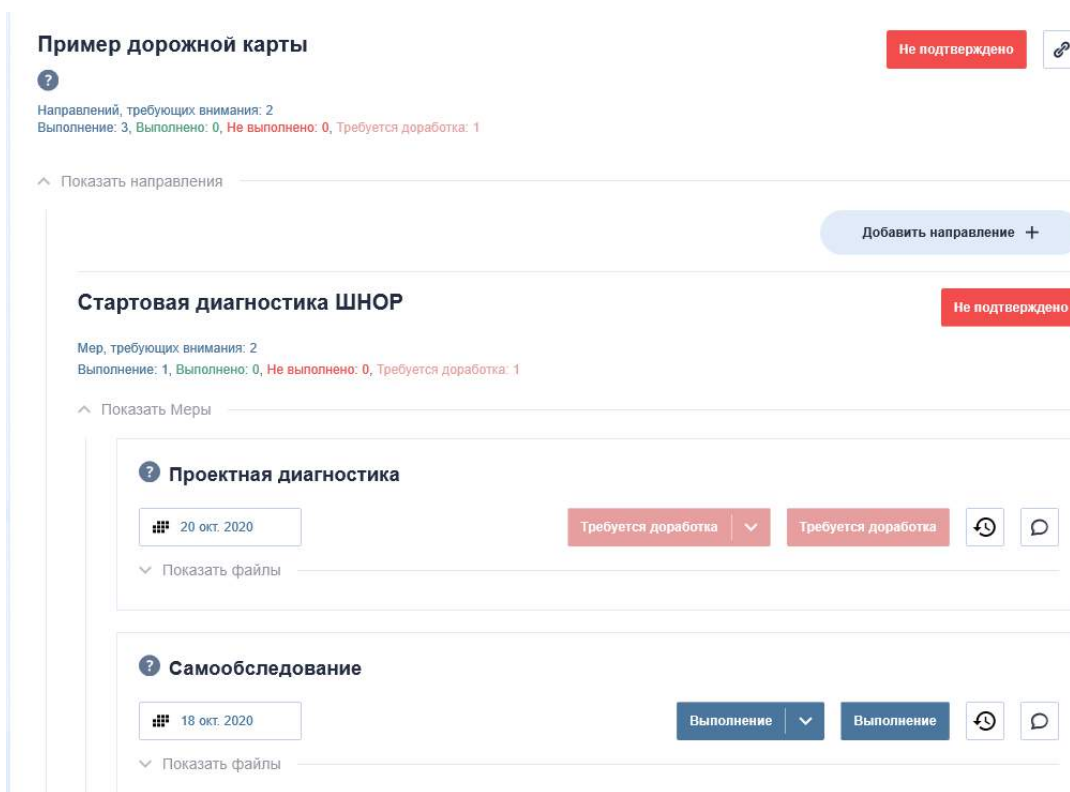 Пример дорожной карты
Не подтверждено
?
Направлений, требующих внимания: 2
Выполнение: 3, Выполнено: 0, Не выполнено: 0, Требуется доработка: 1
Показать направления
Добавить направление +
Стартовая диагностика ШНОР
Не подтверждено
Мер, требующих внимания: 2
Выполнение: 1, Выполнено: 0, Не выполнено: 0, Требуется доработка: 1
Показать Меры
? Проектная диагностика
20 окт. 2020 Требуется доработка Требуется доработка
Показать файлы
? Самообследование
18 окт. 2020 Выполнение Выполнение
Показать файлы